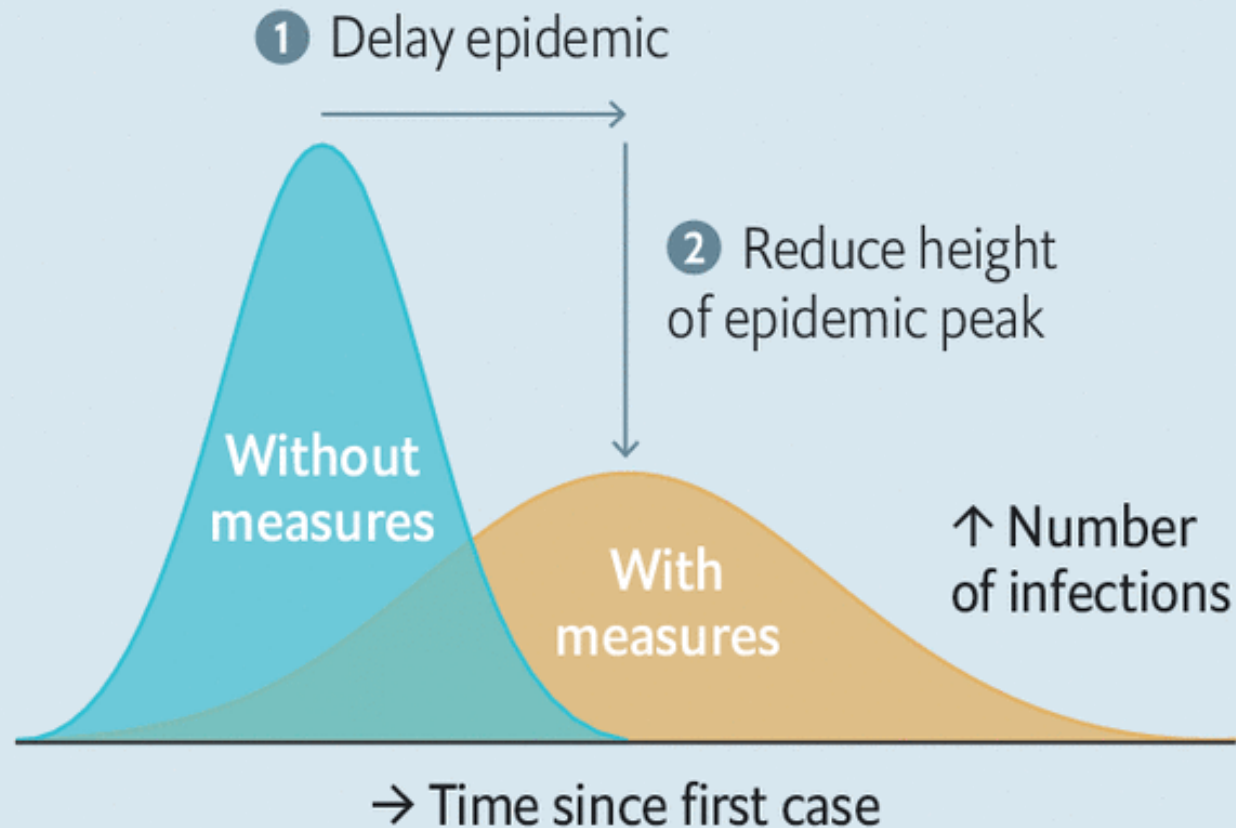 1 Delay epidemic
2 Reduce height
of epidemic peak
Without
measures
With
measures
↑ Number
of infections
→ Time since first case